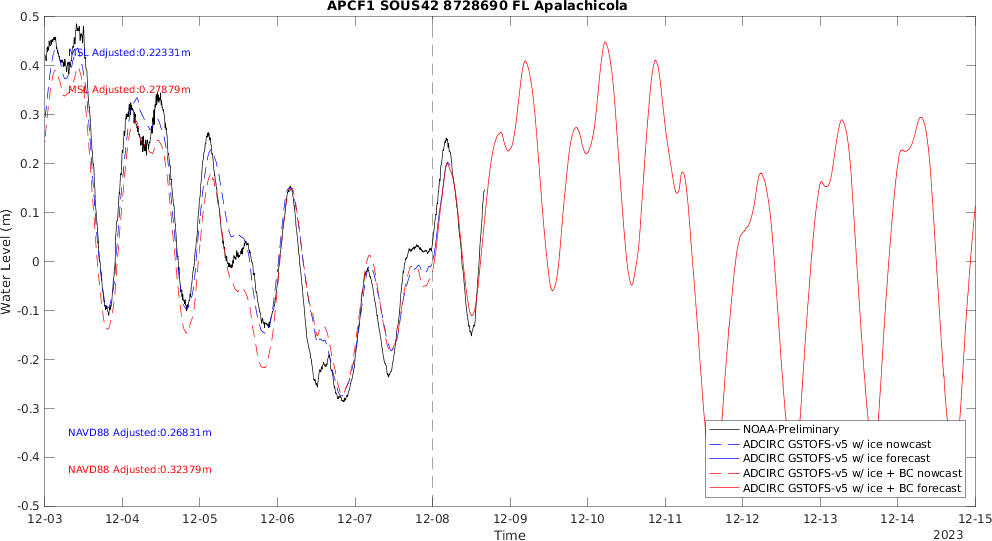 APCF1 SOUS42 8728690 FL Apalachicola
0.5
0.4
0.3
0.2
0.1
0
-0.1
-0.2
-0.3
-0.4
-0.5
Water Level (m)
MSL Adjusted:0.22331m
MSL Adjusted:0.27879m
NAVD88 Adjusted:0.26831m
NAVD88 Adjusted:0.32379m
NOAA-Preliminary
ADCIRC GSTOFS-v5 w/ ice nowcast
ADCIRC GSTOFS-v5 w/ ice forecast
ADCIRC GSTOFS-v5 w/ ice + BC nowcast
ADCIRC GSTOFS-v5 w/ ice + BC forecast
12-03 12-04 12-05 12-06 12-07 12-08 12-09 12-10 12-11 12-12 12-13 12-14 12-15
Time
2023